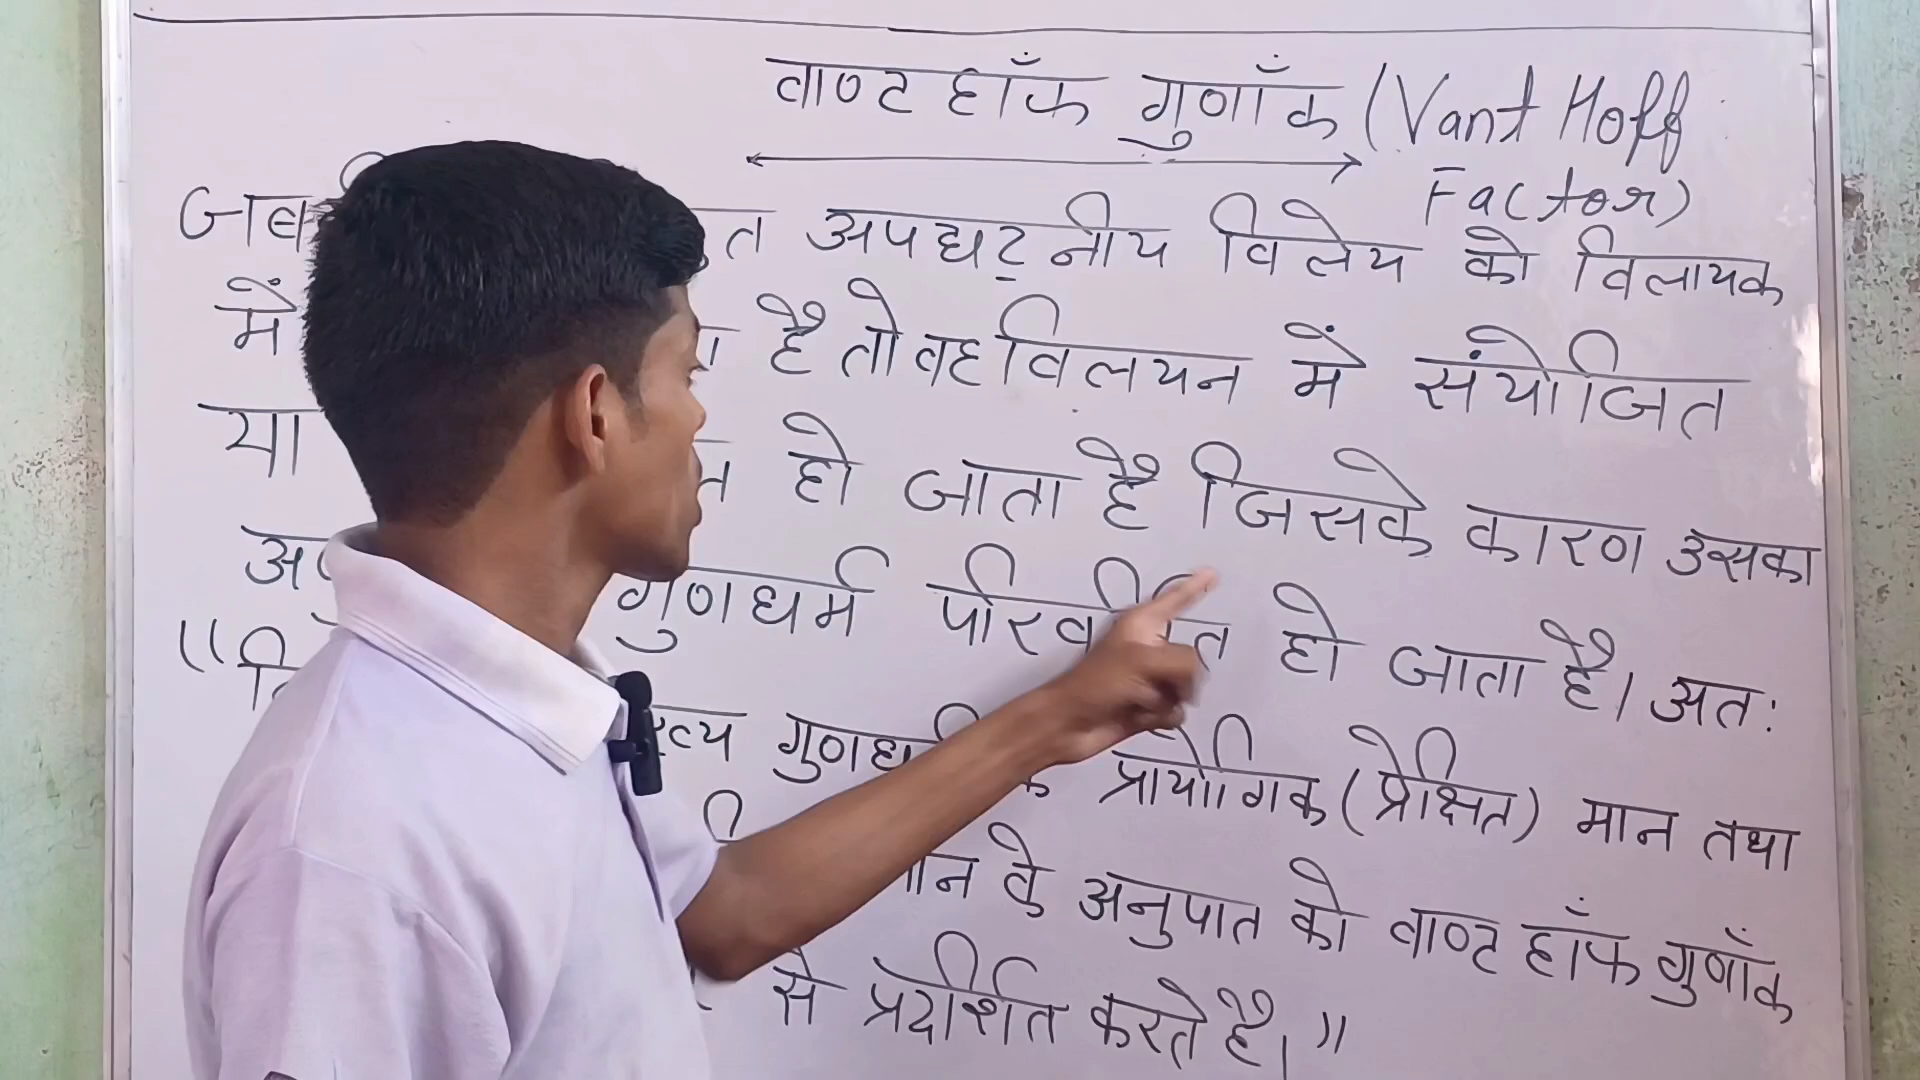 वाण्ट हाँफ गुणाँक (Vant Hoff
Factor)
जब अपघट्नीय विलेय को विलायक
में है तो वह विलयन में संयोजित
या हो जाता है जिसके कारण उसका
गुणधर्म परिवर्तित हो जाता है। अतः
“ गुणधर्म के प्रायोगिक (प्रेक्षित) मान तथा
मान के अनुपात को वाण्ट हाँफ गुणाँक
से प्रदर्शित करते है।”